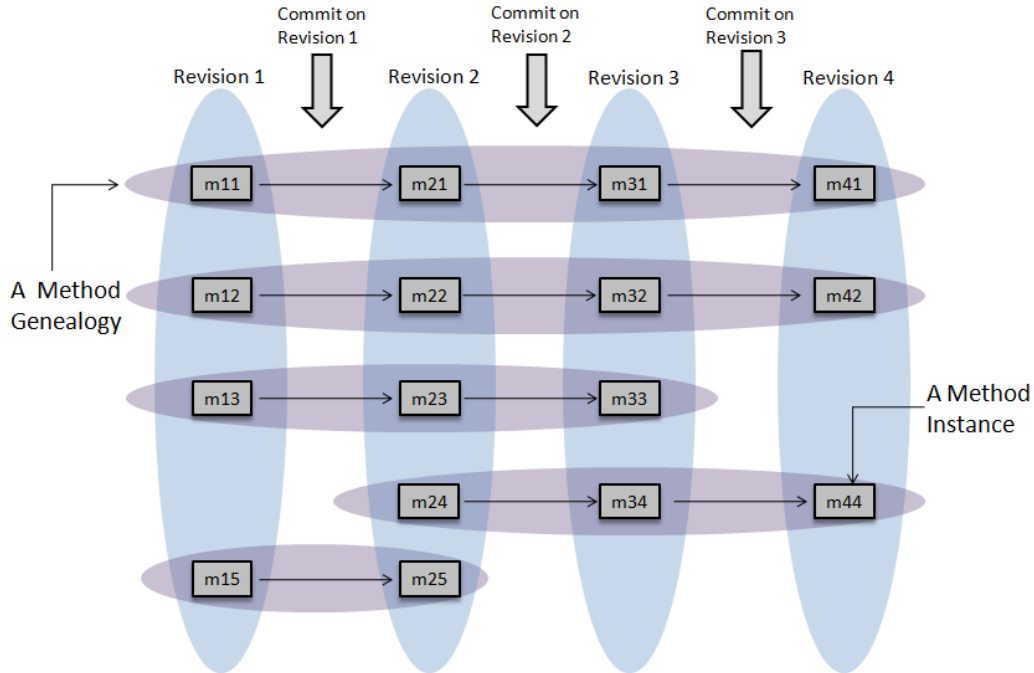 Commit on
Revision 1
Commit on
Revision 2
Commit on
Revision 3
Revision 1
Revision 2
Revision 3
Revision 4
m11
m21
m31
m41
A Method
Genealogy
m12
m22
m32
m42
m13
m23
m33
A Method
Instance
m24
m34
m44
m15
m25